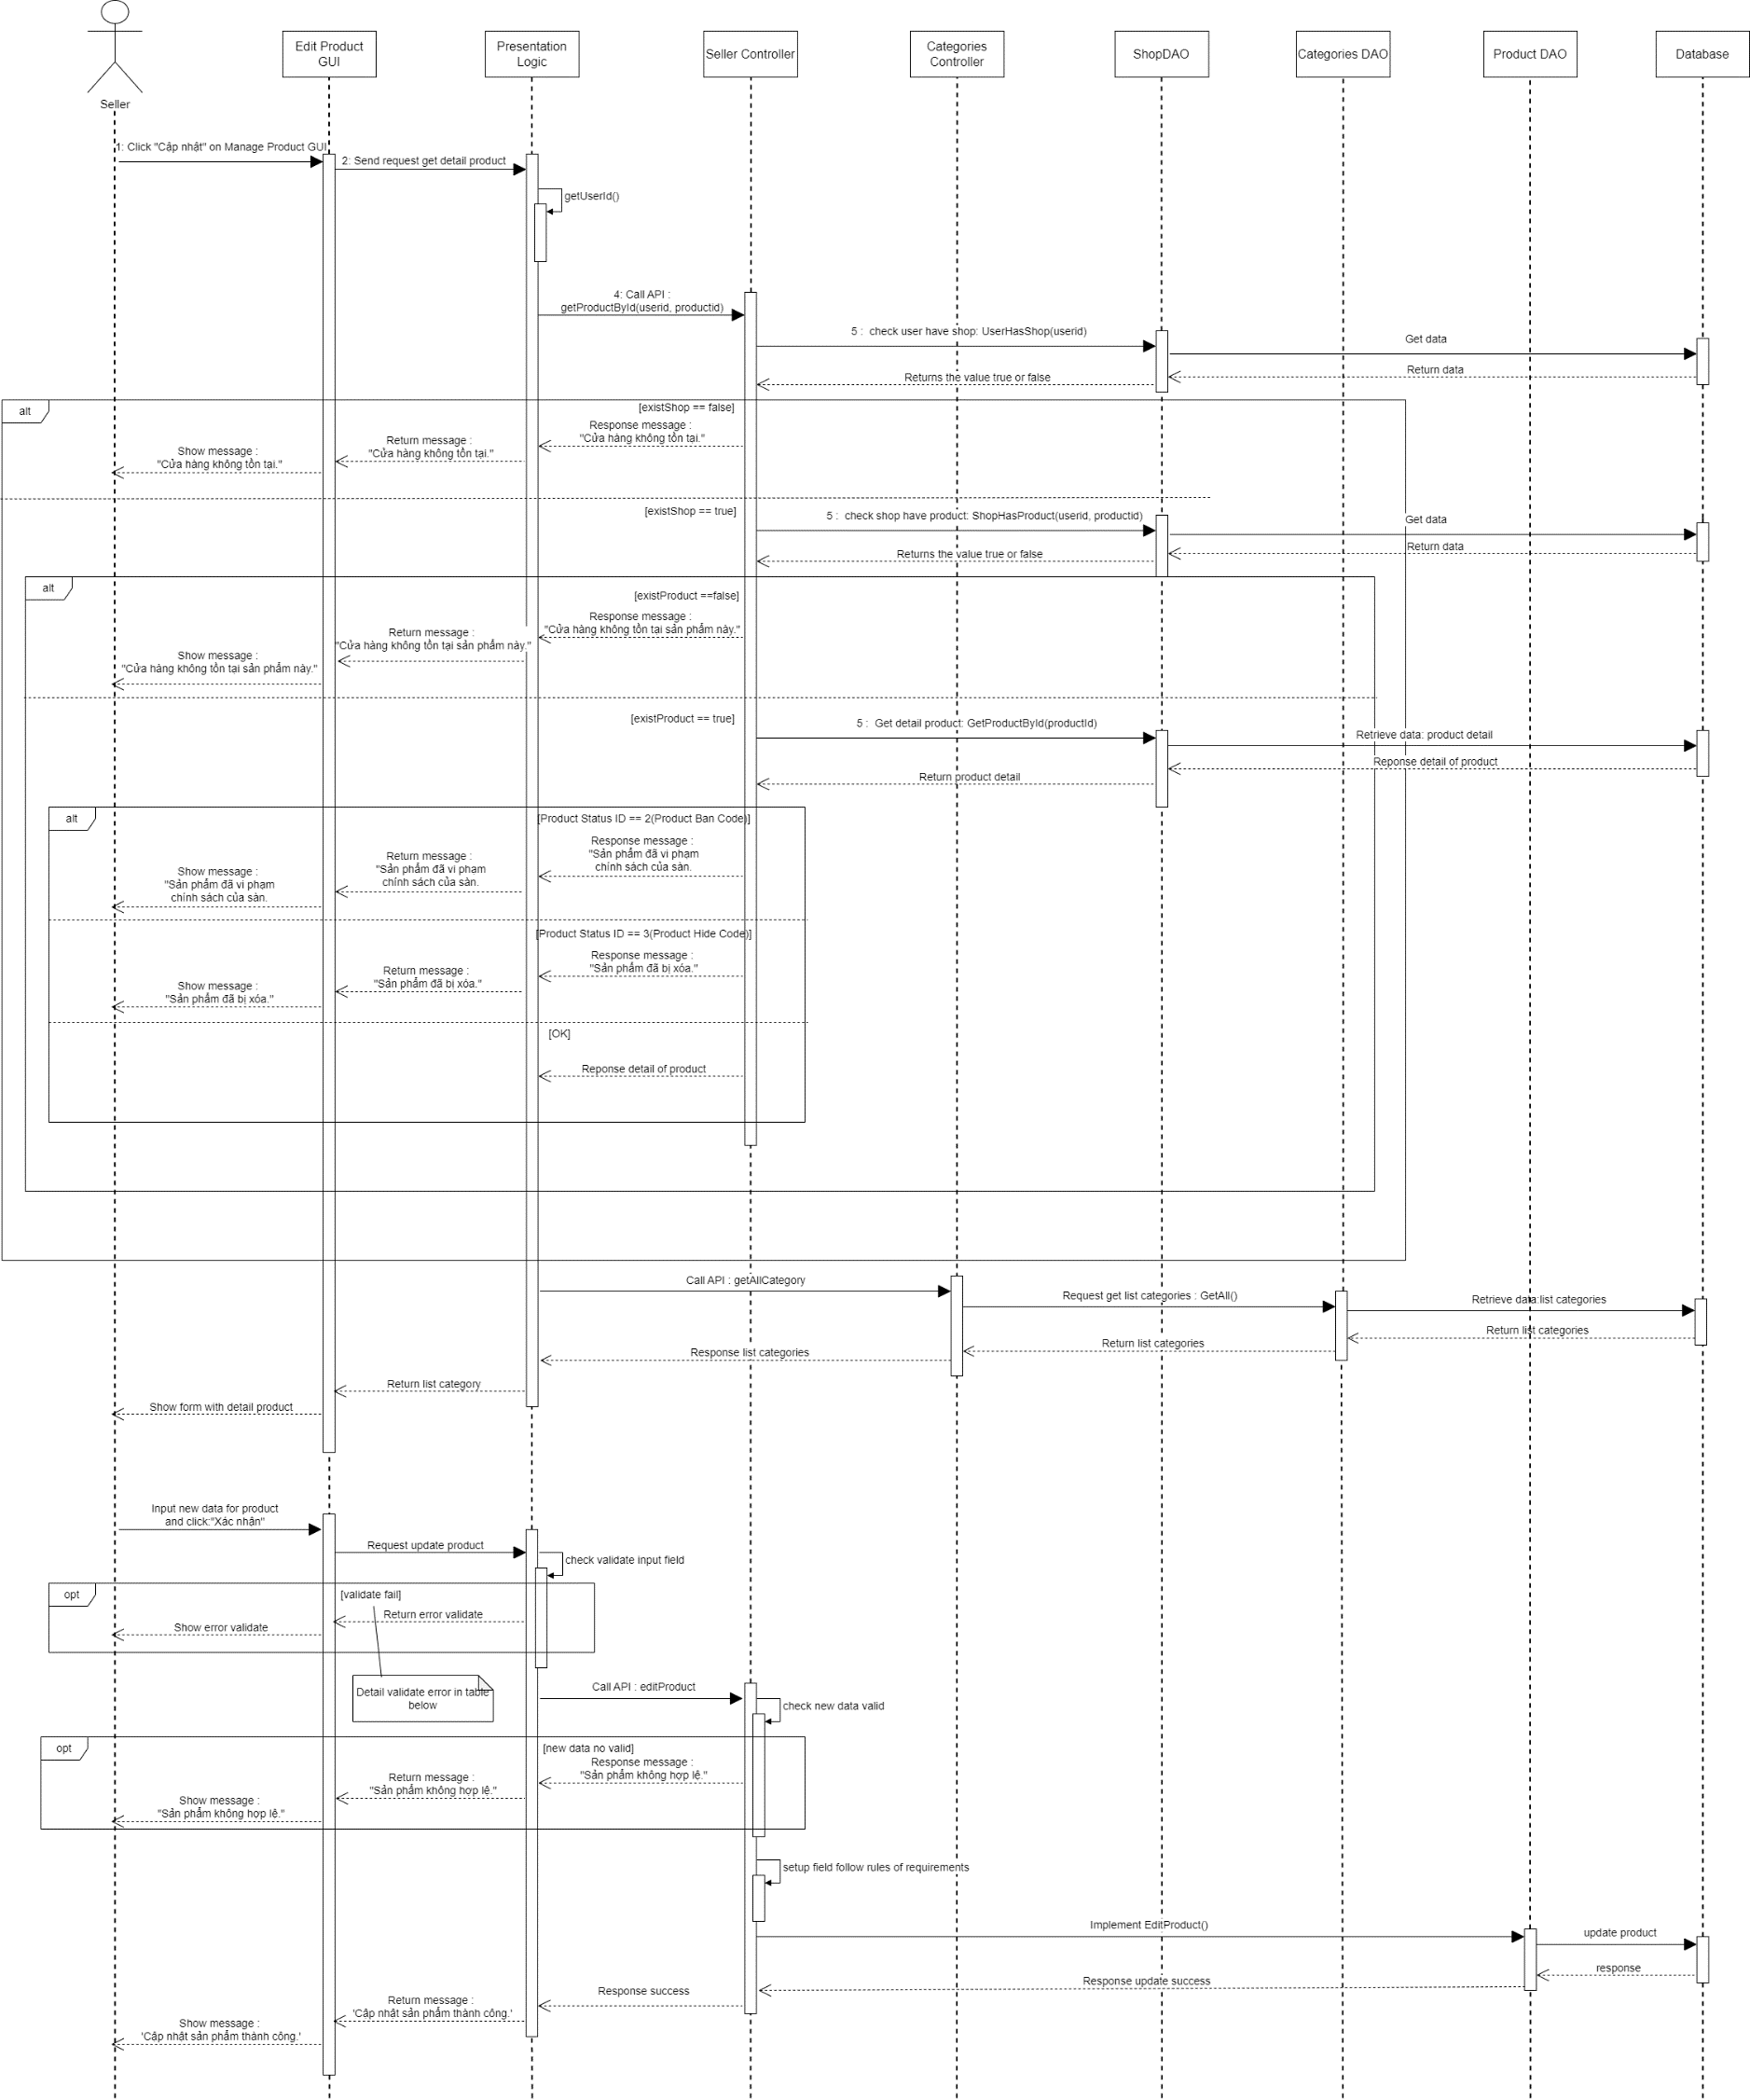 Edit Product
GUI
Presentation
Logic
Seller Controller
Categories
Controller
ShopDAO
Categories DAO
Product DAO
Database
Seller
1: Click "Cập nhật" on Manage Product GUI
2: Send request get detail product
getUserId()
4: Call API :
getProductById(userid, productid)
5 :  check user have shop: UserHasShop(userid)
Get data
Return data
Returns the value true or false
alt
[existShop == false]
Response message :
"Cửa hàng không tồn tại."
Return message :
"Cửa hàng không tồn tại."
Show message :
"Cửa hàng không tồn tại."
[existShop == true]
5 :  check shop have product: ShopHasProduct(userid, productid)
Get data
Return data
Returns the value true or false
alt
[existProduct ==false]
Response message :
"Cửa hàng không tồn tại sản phẩm này."
Return message :
"Cửa hàng không tồn tại sản phẩm này."
Show message :
"Cửa hàng không tồn tại sản phẩm này."
[existProduct == true]
5 :  Get detail product: GetProductById(productId)
Retrieve data: product detail
Reponse detail of product
Return product detail
alt
[Product Status ID == 2(Product Ban Code)]
Response message :
"Sản phẩm đã vi phạm
chính sách của sàn.
Return message :
"Sản phẩm đã vi phạm
chính sách của sàn.
Show message :
"Sản phẩm đã vi phạm
chính sách của sàn.
[Product Status ID == 3(Product Hide Code)]
Response message :
"Sản phẩm đã bị xóa."
Return message :
"Sản phẩm đã bị xóa."
Show message :
"Sản phẩm đã bị xóa."
[OK]
Reponse detail of product
Call API : getAllCategory
Request get list categories : GetAll()
Retrieve data:list categories
Return list categories
Return list categories
Response list categories
Return list category
Show form with detail product
Input new data for product
and click:"Xác nhận"
Request update product
check validate input field
opt
[validate fail]
Return error validate
Show error validate
Detail validate error in table
below
Call API : editProduct
check new data valid
opt
[new data no valid]
Response message :
"Sản phẩm không hợp lệ."
Return message :
"Sản phẩm không hợp lệ."
Show message :
"Sản phẩm không hợp lệ."
setup field follow rules of requirements
Implement EditProduct()
update product
response
Response update success
Response success
Return message :
'Cập nhật sản phẩm thành công.'
Show message :
'Cập nhật sản phẩm thành công.'